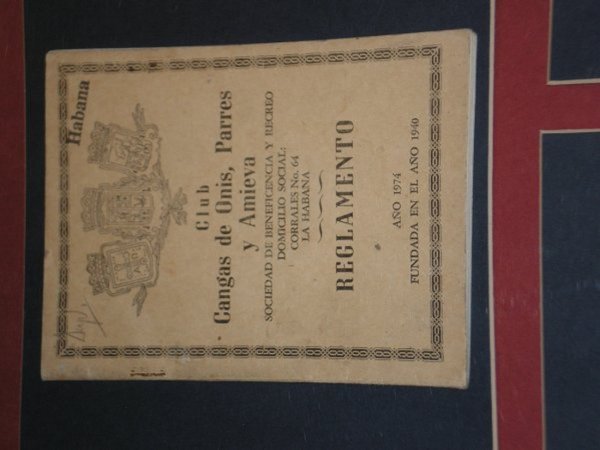 Habana
Club
Cangas de Onis, Parres
y Amieva
SOCIEDAD DE BENEFICENCIA Y RECREO
DOMICILIO SOCIAL:
CORRALES No. 64
LA HABANA
REGLAMENTO
AÑO 1974
FUNDADA EN EL AÑO 1940